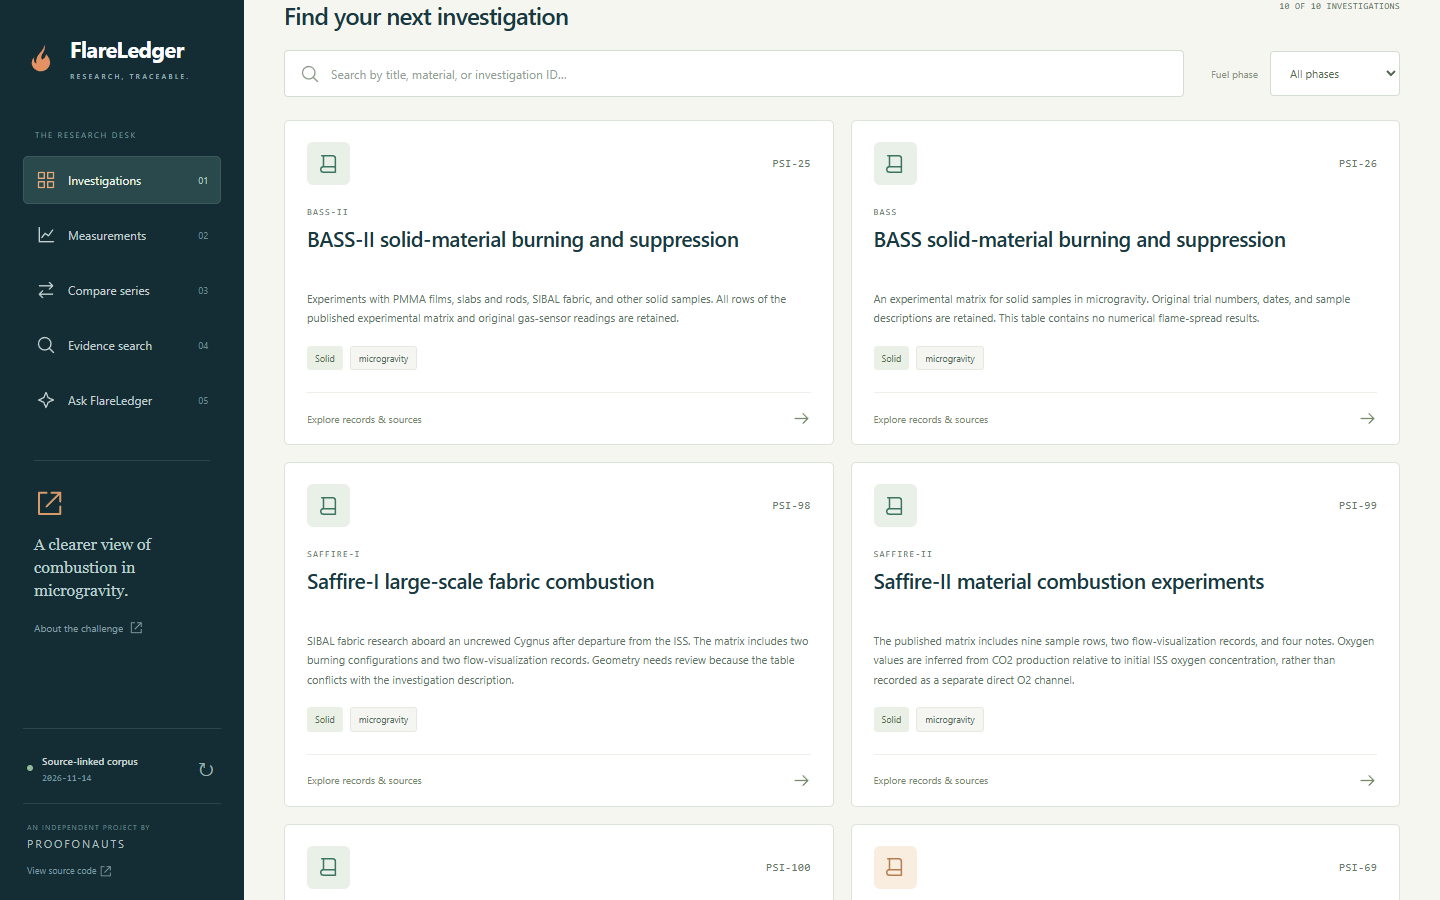 FlareLedger
RESEARCH, TRACEABLE.
THE RESEARCH DESK
Investigations 01
Measurements 02
Compare series 03
Evidence search 04
Ask FlareLedger 05
A clearer view of
combustion in
microgravity.
About the challenge
Source-linked corpus
2026-11-14
AN INDEPENDENT PROJECT BY
PROOFONAUTS
View source code
Find your next investigation
10 OF 10 INVESTIGATIONS
Search by title, material, or investigation ID...
Fuel phase
All phases
PSI-25
BASS-II
BASS-II solid-material burning and suppression
Experiments with PMMA films, slabs and rods, SIBAL fabric, and other solid samples. All rows of the
published experimental matrix and original gas-sensor readings are retained.
Solid microgravity
Explore records & sources
PSI-26
BASS
BASS solid-material burning and suppression
An experimental matrix for solid samples in microgravity. Original trial numbers, dates, and sample
descriptions are retained. This table contains no numerical flame-spread results.
Solid microgravity
Explore records & sources
PSI-98
SAFFIRE-I
Saffire-I large-scale fabric combustion
SIBAL fabric research aboard an uncrewed Cygnus after departure from the ISS. The matrix includes two
burning configurations and two flow-visualization records. Geometry needs review because the table
conflicts with the investigation description.
Solid microgravity
Explore records & sources
PSI-99
SAFFIRE-II
Saffire-II material combustion experiments
The published matrix includes nine sample rows, two flow-visualization records, and four notes. Oxygen
values are inferred from CO2 production relative to initial ISS oxygen concentration, rather than
recorded as a separate direct O2 channel.
Solid microgravity
Explore records & sources
PSI-100
PSI-69